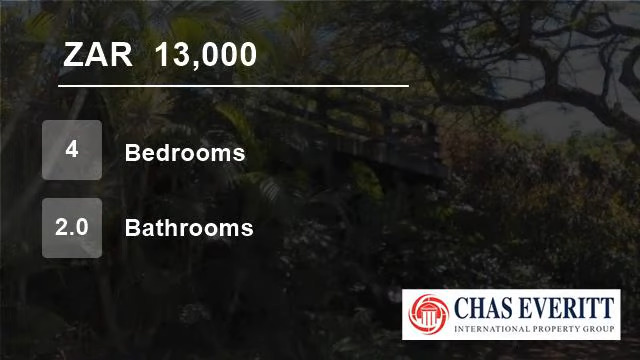 ZAR 13,000
4 Bedrooms
2.0 Bathrooms
CHAS EVERITT
INTERNATIONAL PROPERTY GROUP